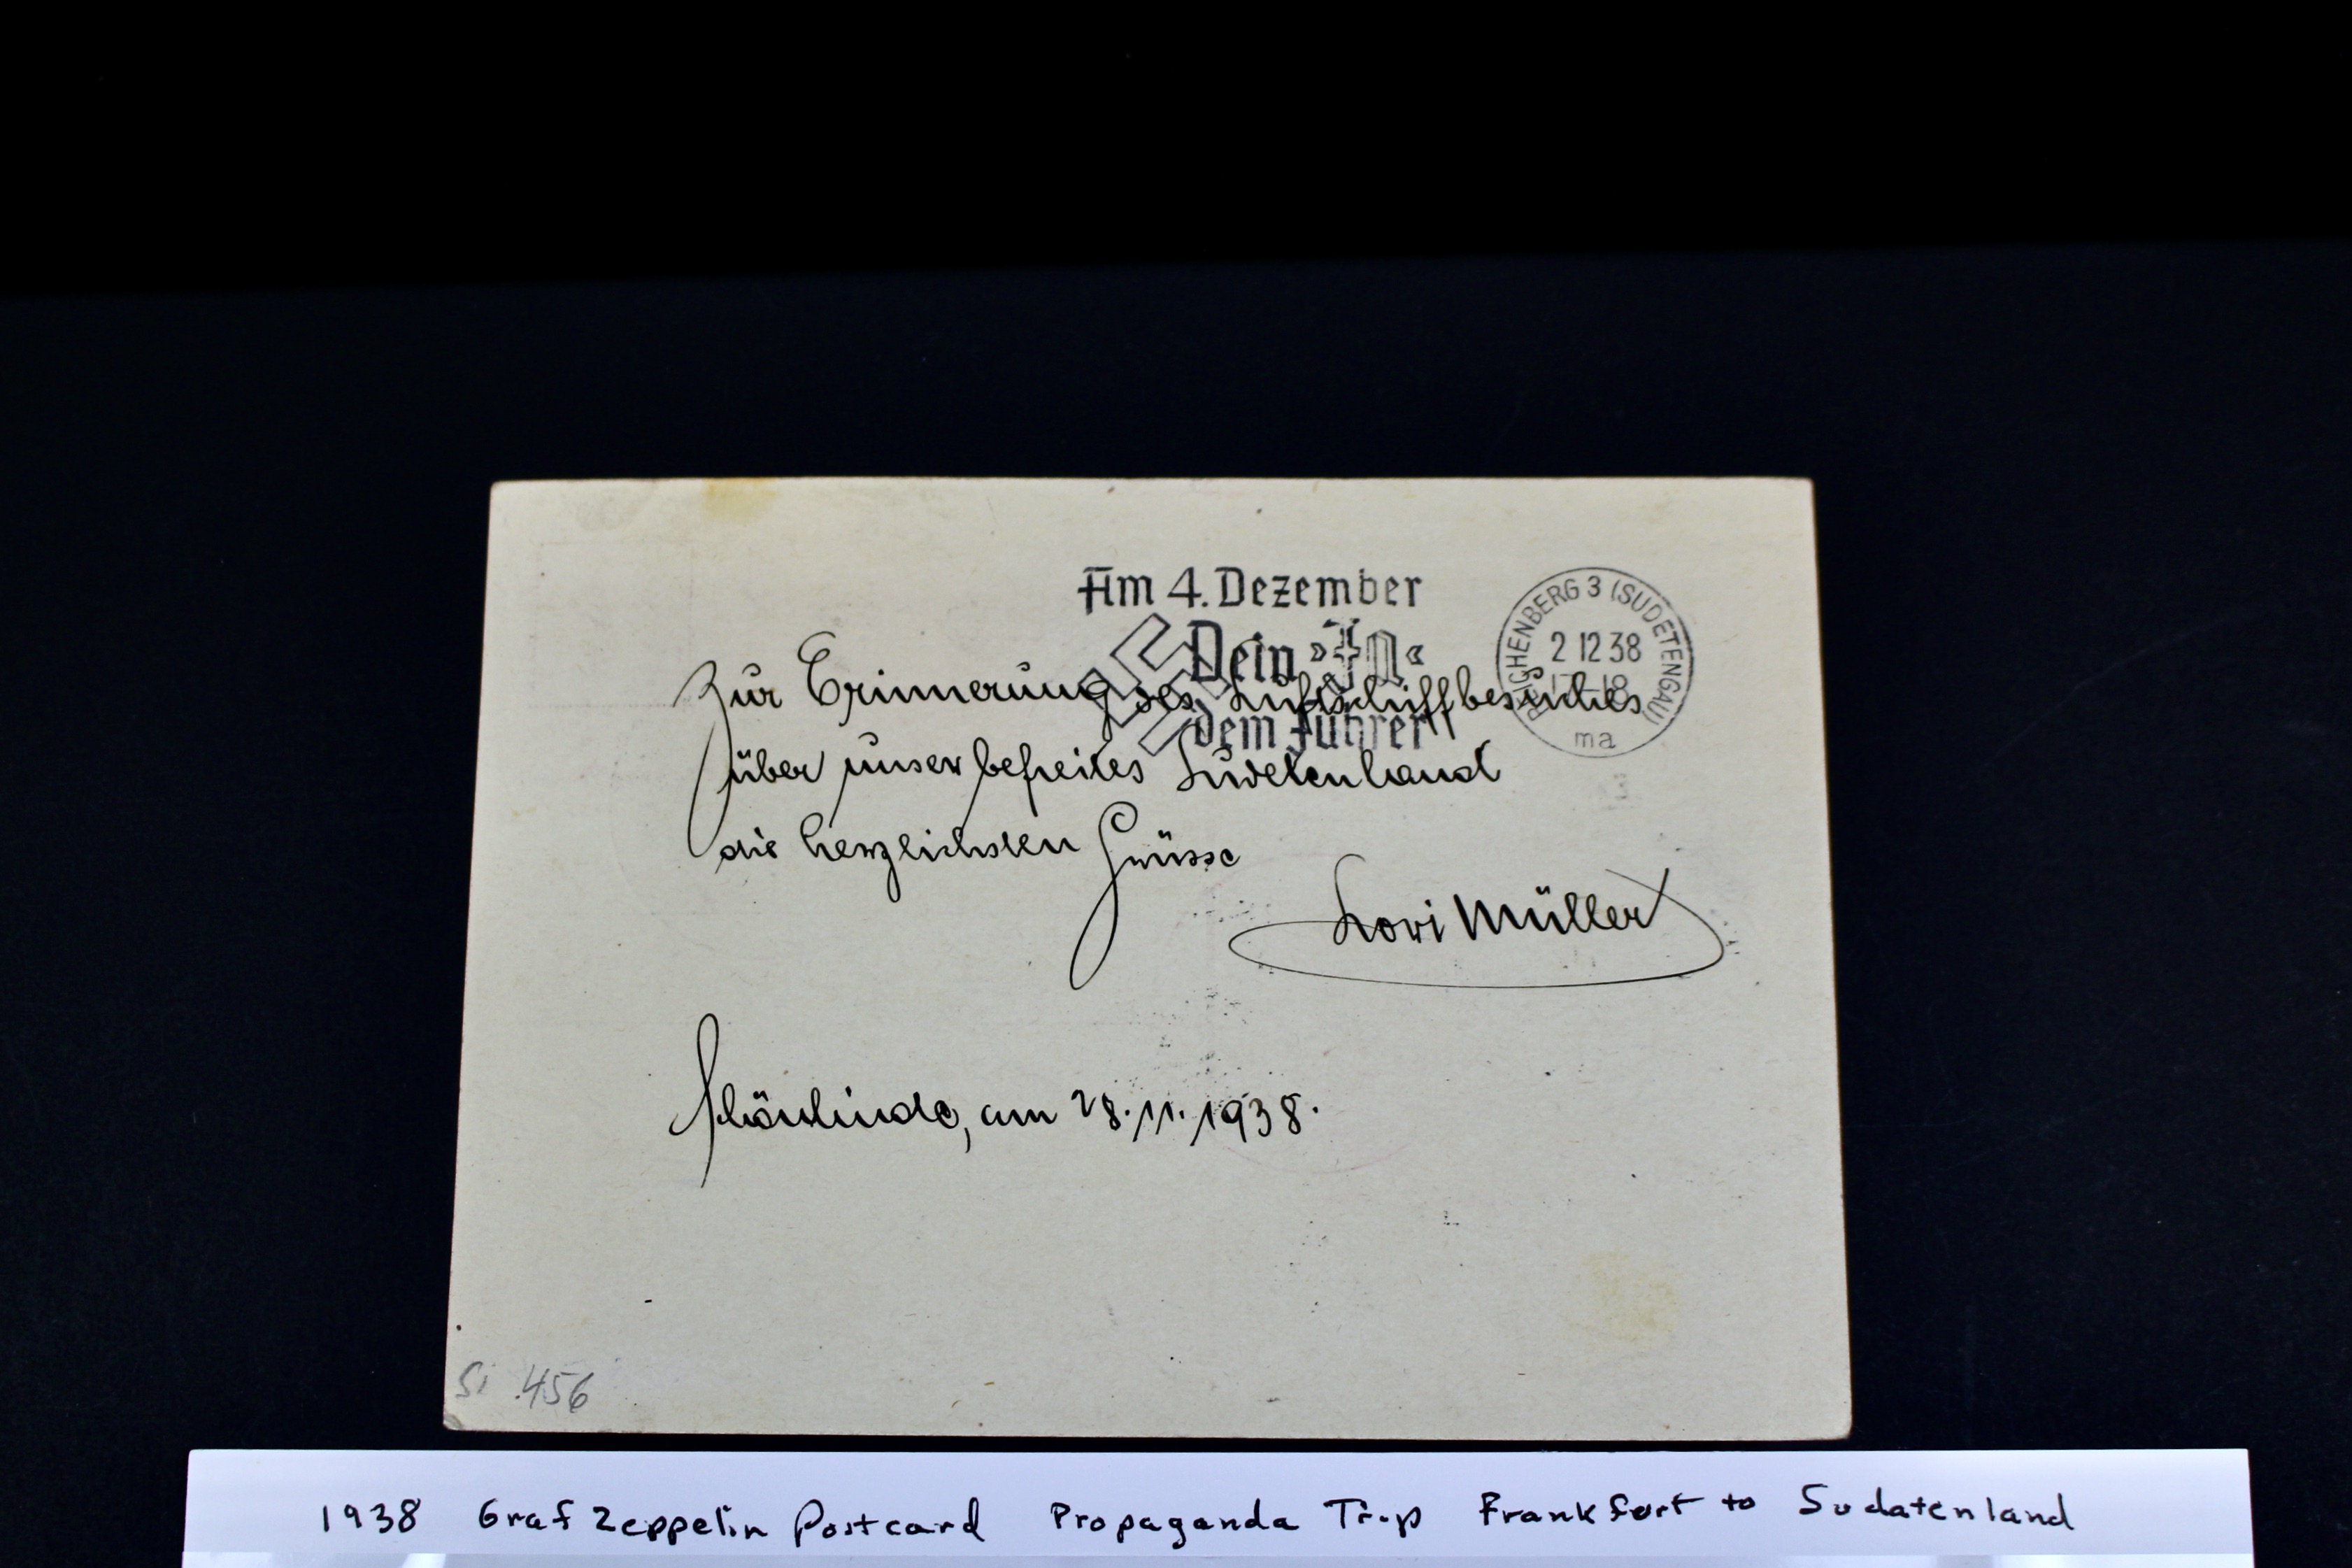 Am 4. Dezember
Dein »Ja«
dem Führer
REICHENBERG 3 (SUDETENGAU)
2 12 38
ma
Zur Erinnerung des Luftschiffbesuches
über unser befreites Sudetenland
die herzlichsten Grüsse
Lori Müller
Schönlinde, am 28.11.1938.
Si .456
1938 Graf Zeppelin Postcard Propaganda Trip Frankfort to Sudatenland